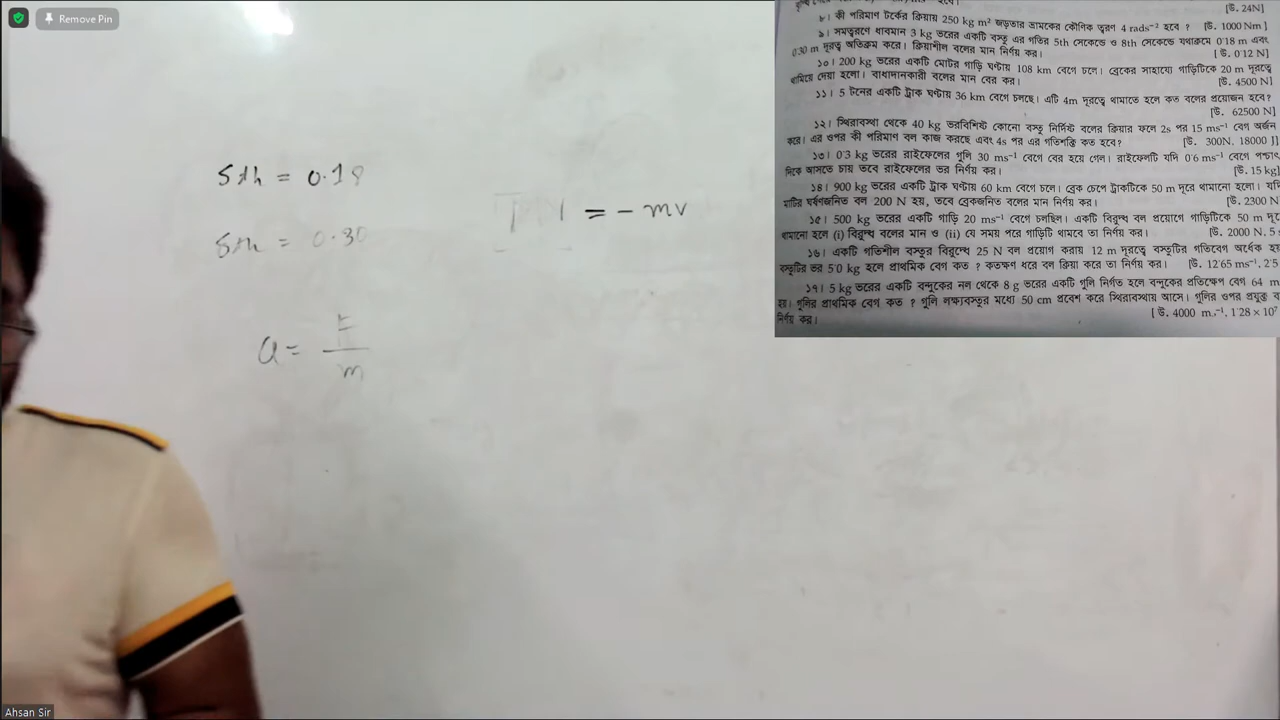 Remove Pin
5th = 0.18
8th = 0.30
a = F/m
= - mv
[উ. 24N]
৮। কী পরিমাণ টর্কের ক্রিয়ায় 250 kg m² জড়তার ভ্রামকের কৌণিক ত্বরণ 4 rads⁻² হবে ? [উ. 1000 Nm]
৯। সমত্বরণে ধাবমান 3 kg ভরের একটি বস্তু এর গতির 5th সেকেন্ডে ও 8th সেকেন্ডে যথাক্রমে 0·18 m এবং
0·30 m দূরত্ব অতিক্রম করে। ক্রিয়াশীল বলের মান নির্ণয় কর। [উ. 0·12 N]
১০। 200 kg ভরের একটি মোটর গাড়ি ঘণ্টায় 108 km বেগে চলে। ব্রেকের সাহায্যে গাড়িটিকে 20 m দূরত্বে
থামিয়ে দেয়া হলো। বাধাদানকারী বলের মান বের কর। [উ. 4500 N]
১১। 5 টনের একটি ট্রাক ঘণ্টায় 36 km বেগে চলছে। এটি 4m দূরত্বে থামাতে হলে কত বলের প্রয়োজন হবে?
[উ. 62500 N]
১২। স্থিরাবস্থা থেকে 40 kg ভরবিশিষ্ট কোনো বস্তু নির্দিষ্ট বলের ক্রিয়ার ফলে 2s পর 15 ms⁻¹ বেগ অর্জন
করে। এর ওপর কী পরিমাণ বল কাজ করছে এবং 4s পর এর গতিশক্তি কত হবে? [উ. 300N, 18000 J]
১৩। 0·3 kg ভরের রাইফেলের গুলি 30 ms⁻¹ বেগে বের হয়ে গেল। রাইফেলটি যদি 0·6 ms⁻¹ বেগে পশ্চাৎ
দিকে আসতে চায় তবে রাইফেলের ভর নির্ণয় কর। [উ. 15 kg]
১৪। 900 kg ভরের একটি ট্রাক ঘণ্টায় 60 km বেগে চলে। ব্রেক চেপে ট্রাকটিকে 50 m দূরে থামানো হলো। যদি
মাটির ঘর্ষণজনিত বল 200 N হয়, তবে ব্রেকজনিত বলের মান নির্ণয় কর। [উ. 2300 N
১৫। 500 kg ভরের একটি গাড়ি 20 ms⁻¹ বেগে চলছিল। একটি বিরুদ্ধ বল প্রয়োগে গাড়িটিকে 50 m দূ
থামানো হলে (i) বিরুদ্ধ বলের মান ও (ii) যে সময় পরে গাড়িটি থামবে তা নির্ণয় কর। [উ. 2000 N, 5
১৬। একটি গতিশীল বস্তুর বিরুদ্ধে 25 N বল প্রয়োগ করায় 12 m দূরত্বে বস্তুটির গতিবেগ অর্ধেক হ
বস্তুটির ভর 5·0 kg হলে প্রাথমিক বেগ কত ? কতক্ষণ ধরে বল ক্রিয়া করে তা নির্ণয় কর। [উ. 12·65 ms⁻¹, 2·5
১৭। 5 kg ভরের একটি বন্দুকের নল থেকে 8 g ভরের একটি গুলি নির্গত হলে বন্দুকের প্রতিক্ষেপ বেগ 64 m
হয়। গুলির প্রাথমিক বেগ কত ? গুলি লক্ষ্যবস্তুর মধ্যে 50 cm প্রবেশ করে স্থিরাবস্থায় আসে। গুলির ওপর প্রযুক্ত
নির্ণয় কর। [ উ. 4000 m.⁻¹, 1·28 × 10⁷
Ahsan Sir